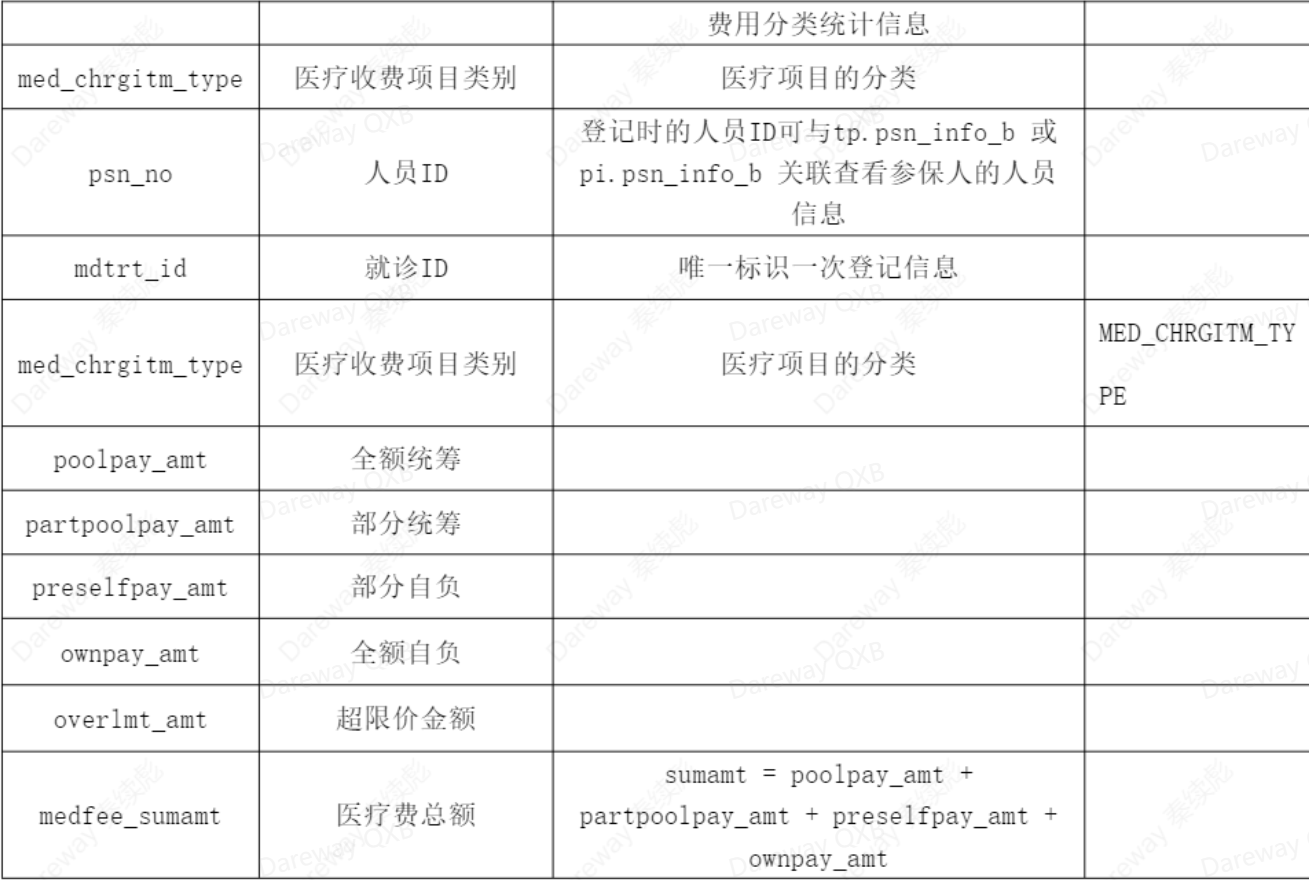 费用分类统计信息
med_chrgitm_type 医疗收费项目类别 医疗项目的分类
登记时的人员ID可与tp.psn_info_b 或
psn_no 人员ID pi.psn_info_b 关联查看参保人的人员
信息
mdtrt_id 就诊ID 唯一标识一次登记信息
med_chrgitm_type 医疗收费项目类别 医疗项目的分类 MED_CHRGITM_TY
PE
poolpay_amt 全额统筹
partpoolpay_amt 部分统筹
preselfpay_amt 部分自负
ownpay_amt 全额自负
overlmt_amt 超限价金额
sumamt = poolpay_amt +
medfee_sumamt 医疗费总额 partpoolpay_amt + preselfpay_amt +
ownpay_amt
Dareway QXB
Dareway 秦续彪